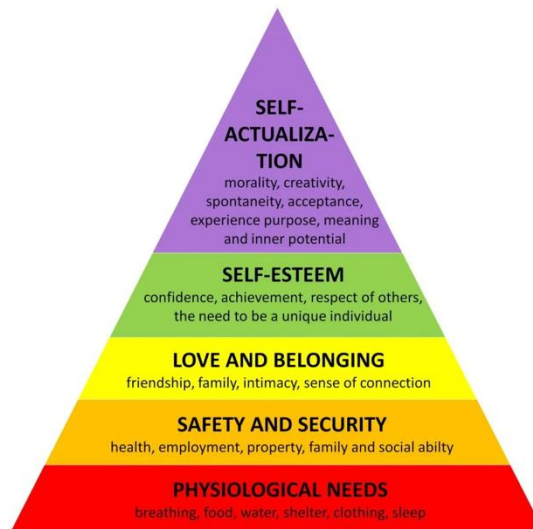 SELF-
ACTUALIZA-
TION
morality, creativity,
spontaneity, acceptance,
experience purpose, meaning
and inner potential
SELF-ESTEEM
confidence, achievement, respect of others,
the need to be a unique individual
LOVE AND BELONGING
friendship, family, intimacy, sense of connection
SAFETY AND SECURITY
health, employment, property, family and social abilty
PHYSIOLOGICAL NEEDS
breathing, food, water, shelter, clothing, sleep